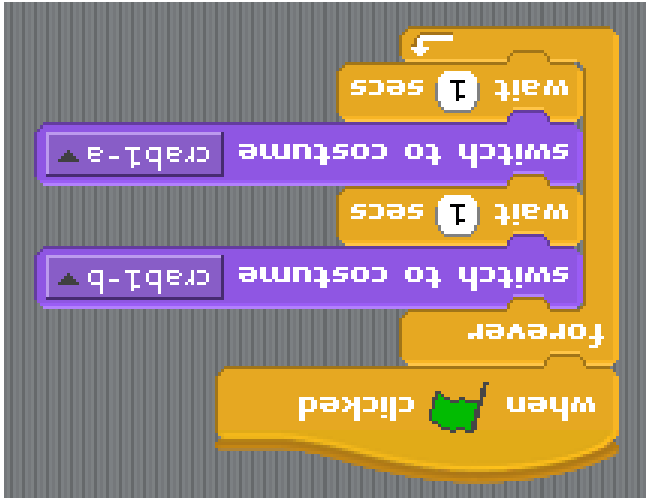 when clicked
forever
switch to costume crab1-b
wait 1 secs
switch to costume crab1-a
wait 1 secs